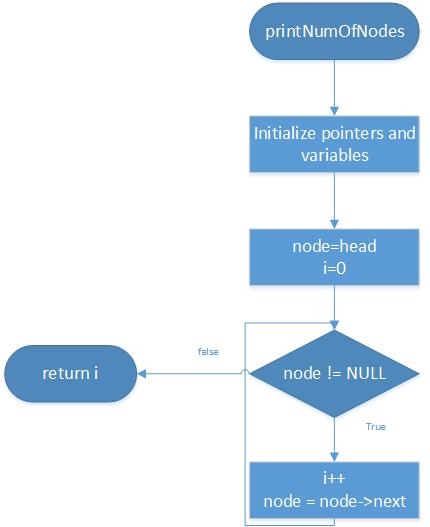 printNumOfNodes
Initialize pointers and
variables
node=head
i=0
node != NULL
false
return i
True
i++
node = node->next